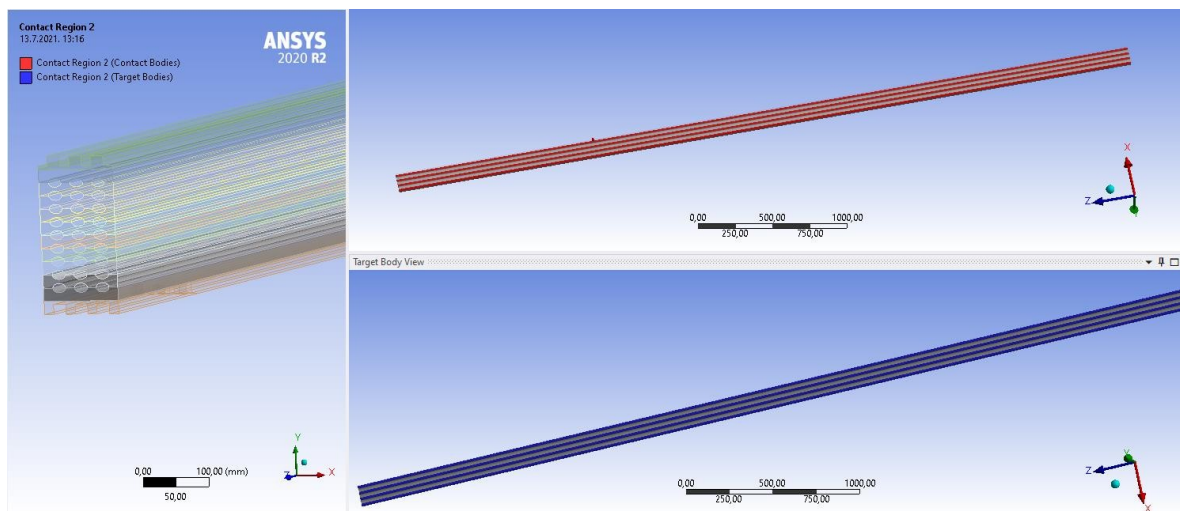 Contact Region 2
13.7.2021. 13:16
Contact Region 2 (Contact Bodies)
Contact Region 2 (Target Bodies)
ANSYS
2020 R2
0,00 100,00 (mm)
50,00
Y
Z X
0,00 500,00 1000,00
250,00 750,00
X
Z
Y
Target Body View
0,00 500,00 1000,00
250,00 750,00
Y
Z
X